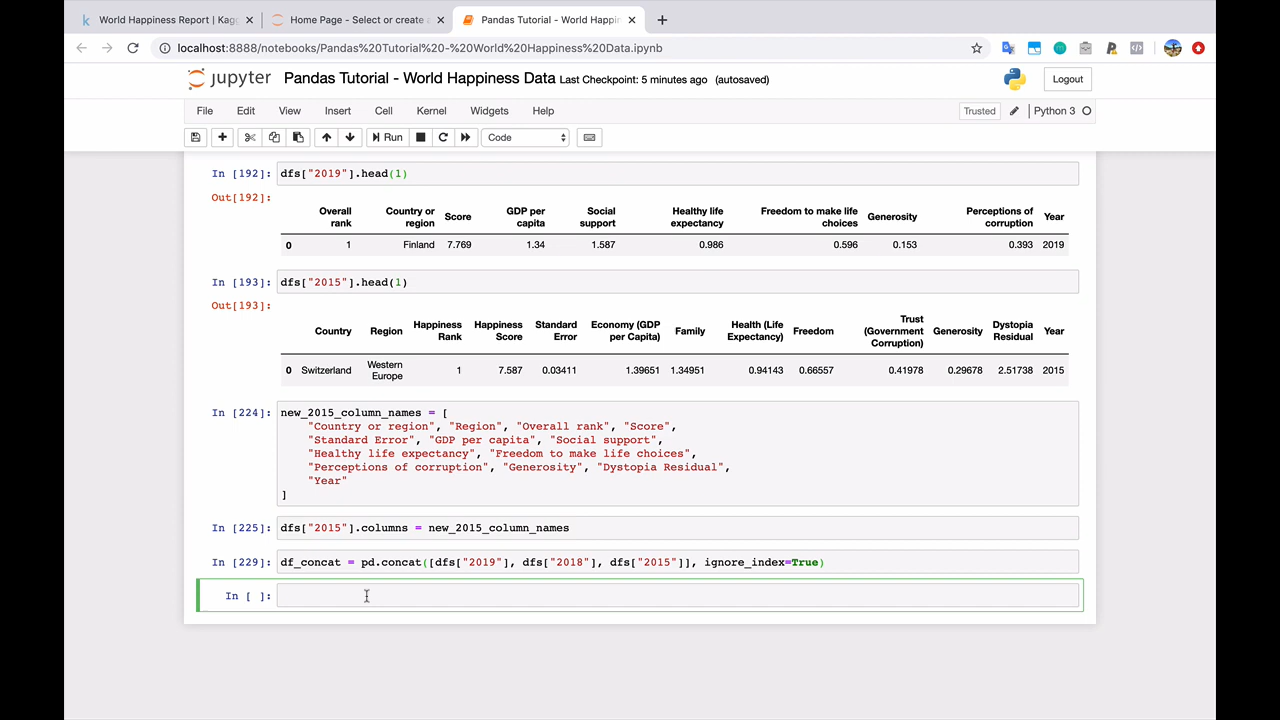 World Happiness Report | Kagg
Home Page - Select or create a
Pandas Tutorial - World Happin
localhost:8888/notebooks/Pandas%20Tutorial%20-%20World%20Happiness%20Data.ipynb
jupyter Pandas Tutorial - World Happiness Data Last Checkpoint: 5 minutes ago (autosaved) Logout
File Edit View Insert Cell Kernel Widgets Help Trusted Python 3
Run Code
In [192]: dfs["2019"].head(1)
Out[192]:
Overall rank Country or region Score GDP per capita Social support Healthy life expectancy Freedom to make life choices Generosity Perceptions of corruption Year
0 1 Finland 7.769 1.34 1.587 0.986 0.596 0.153 0.393 2019
In [193]: dfs["2015"].head(1)
Out[193]:
Country Region Happiness Rank Happiness Score Standard Error Economy (GDP per Capita) Family Health (Life Expectancy) Freedom Trust (Government Corruption) Generosity Dystopia Residual Year
0 Switzerland Western Europe 1 7.587 0.03411 1.39651 1.34951 0.94143 0.66557 0.41978 0.29678 2.51738 2015
In [224]: new_2015_column_names = [
"Country or region", "Region", "Overall rank", "Score",
"Standard Error", "GDP per capita", "Social support",
"Healthy life expectancy", "Freedom to make life choices",
"Perceptions of corruption", "Generosity", "Dystopia Residual",
"Year"
]
In [225]: dfs["2015"].columns = new_2015_column_names
In [229]: df_concat = pd.concat([dfs["2019"], dfs["2018"], dfs["2015"]], ignore_index=True)
In [ ]: